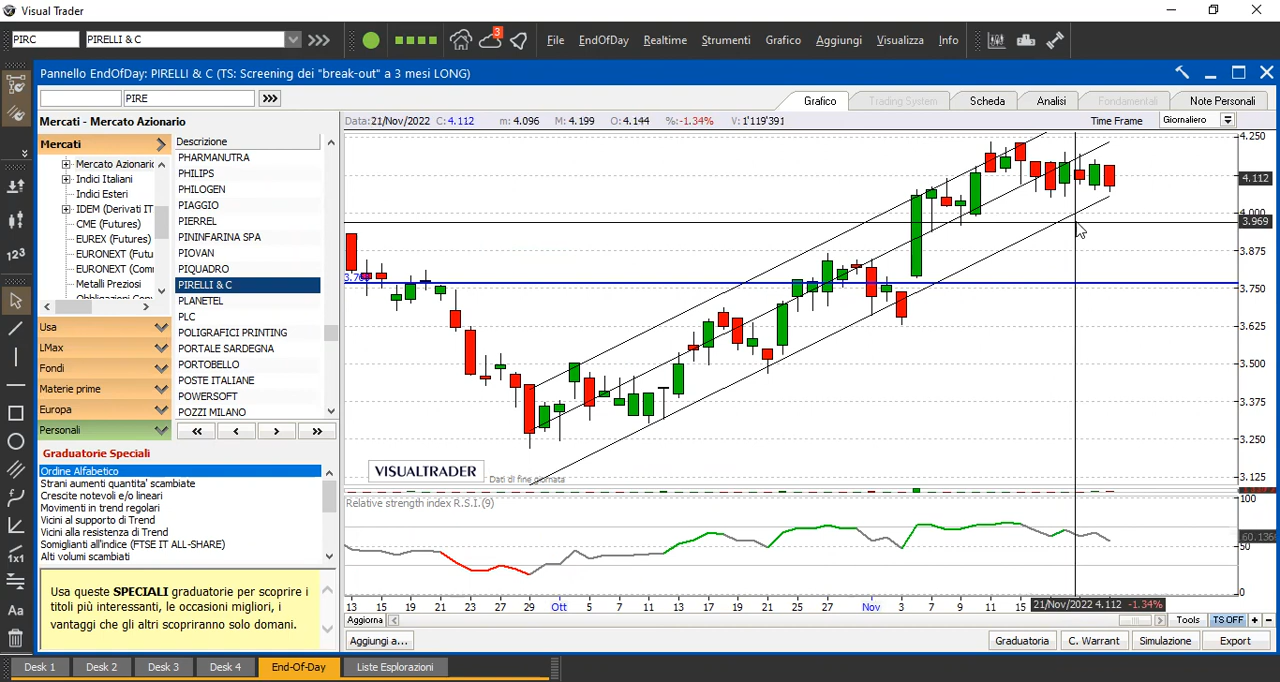 Visual Trader
PIRC
PIRELLI & C
3
File
EndOfDay
Realtime
Strumenti
Grafico
Aggiungi
Visualizza
Info
Pannello EndOfDay: PIRELLI & C (TS: Screening dei "break-out" a 3 mesi LONG)
PIRE
Grafico
Trading System
Scheda
Analisi
Fondamentali
Note Personali
Mercati - Mercato Azionario
Data:21/Nov/2022 C: 4.112 m: 4.096 M: 4.199 O: 4.144 %:-1.34% V: 1'119'391
Time Frame
Giornaliero
Mercati
Mercato Azionaric
Indici Italiani
Indici Esteri
IDEM (Derivati IT
CME (Futures)
EUREX (Futures)
EURONEXT (Futu
EURONEXT (Comr
Metalli Preziosi
Usa
LMax
Fondi
Materie prime
Europa
Personali
Descrizione
PHARMANUTRA
PHILIPS
PHILOGEN
PIAGGIO
PIERREL
PININFARINA SPA
PIOVAN
PIQUADRO
PIRELLI & C
PLANETEL
PLC
POLIGRAFICI PRINTING
PORTALE SARDEGNA
PORTOBELLO
POSTE ITALIANE
POWERSOFT
POZZI MILANO
Graduatorie Speciali
Ordine Alfabetico
Strani aumenti quantita' scambiate
Crescite notevoli e/o lineari
Movimenti in trend regolari
Vicini al supporto di Trend
Vicini alla resistenza di Trend
Somiglianti all'indice (FTSE IT ALL-SHARE)
Alti volumi scambiati
Usa queste SPECIALI graduatorie per scoprire i
titoli più interessanti, le occasioni migliori, i
vantaggi che gli altri scopriranno solo domani.
4.250
4.112
4.000
3.969
3.875
3.750
3.625
3.500
3.375
3.250
3.125
VISUALTRADER
Dati di fine giornata
Relative strength index R.S.I.(9)
100
60.136
50
0
13 15 19 21 23 27 29 Ott 5 7 11 13 17 19 21 25 27 Nov 3 7 9 11 15 21/Nov/2022 4.112 -1.34%
Aggiorna
Tools
TS OFF
+
-
Aggiungi a...
Graduatoria
C. Warrant
Simulazione
Export
1²3
1x1
Aa
Desk 1
Desk 2
Desk 3
Desk 4
End-Of-Day
Liste Esplorazioni